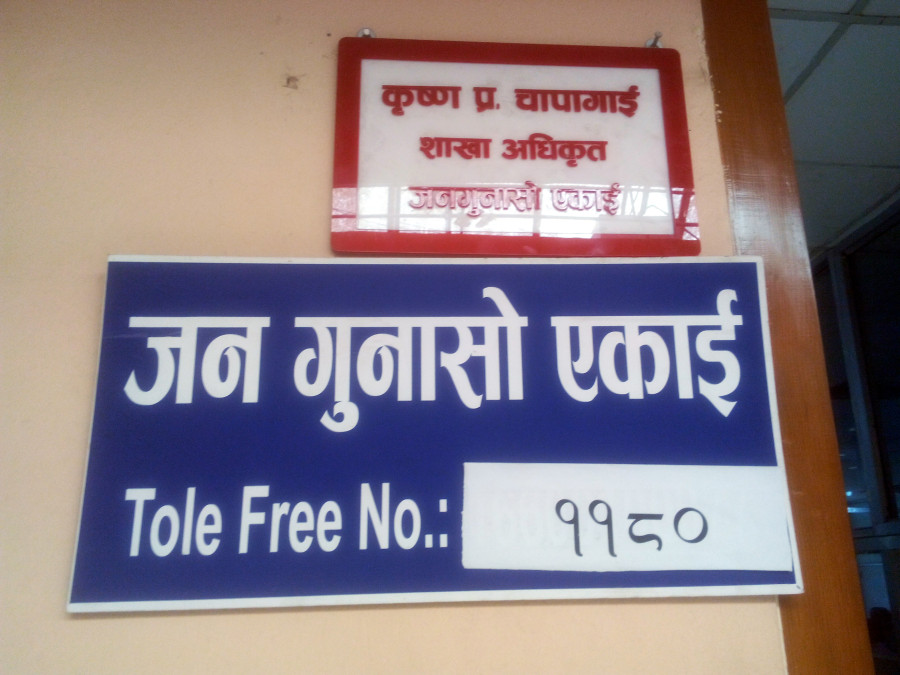 कृष्ण प्र. चापागाई
शाखा अधिकृत
जनगुनासो एकाई
जन गुनासो एकाई
Tole Free No.: ११८०